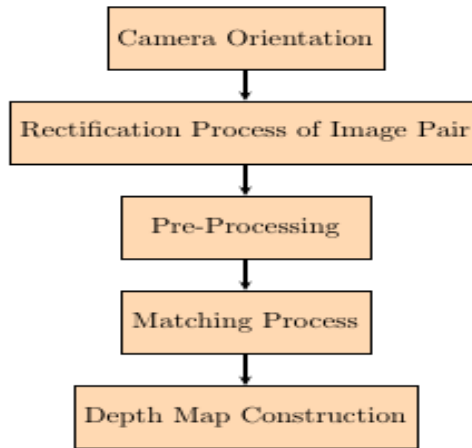 Camera Orientation
Rectification Process of Image Pair
Pre-Processing
Matching Process
Depth Map Construction